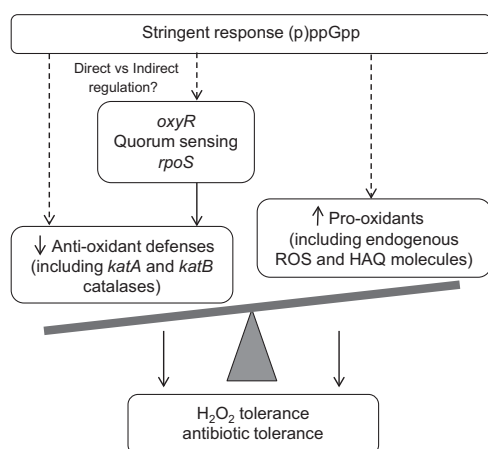 Stringent response (p)ppGpp
Direct vs Indirect
regulation?
oxyR
Quorum sensing
rpoS
↓ Anti-oxidant defenses
(including katA and katB
catalases)
↑ Pro-oxidants
(including endogenous
ROS and HAQ molecules)
H₂O₂ tolerance
antibiotic tolerance